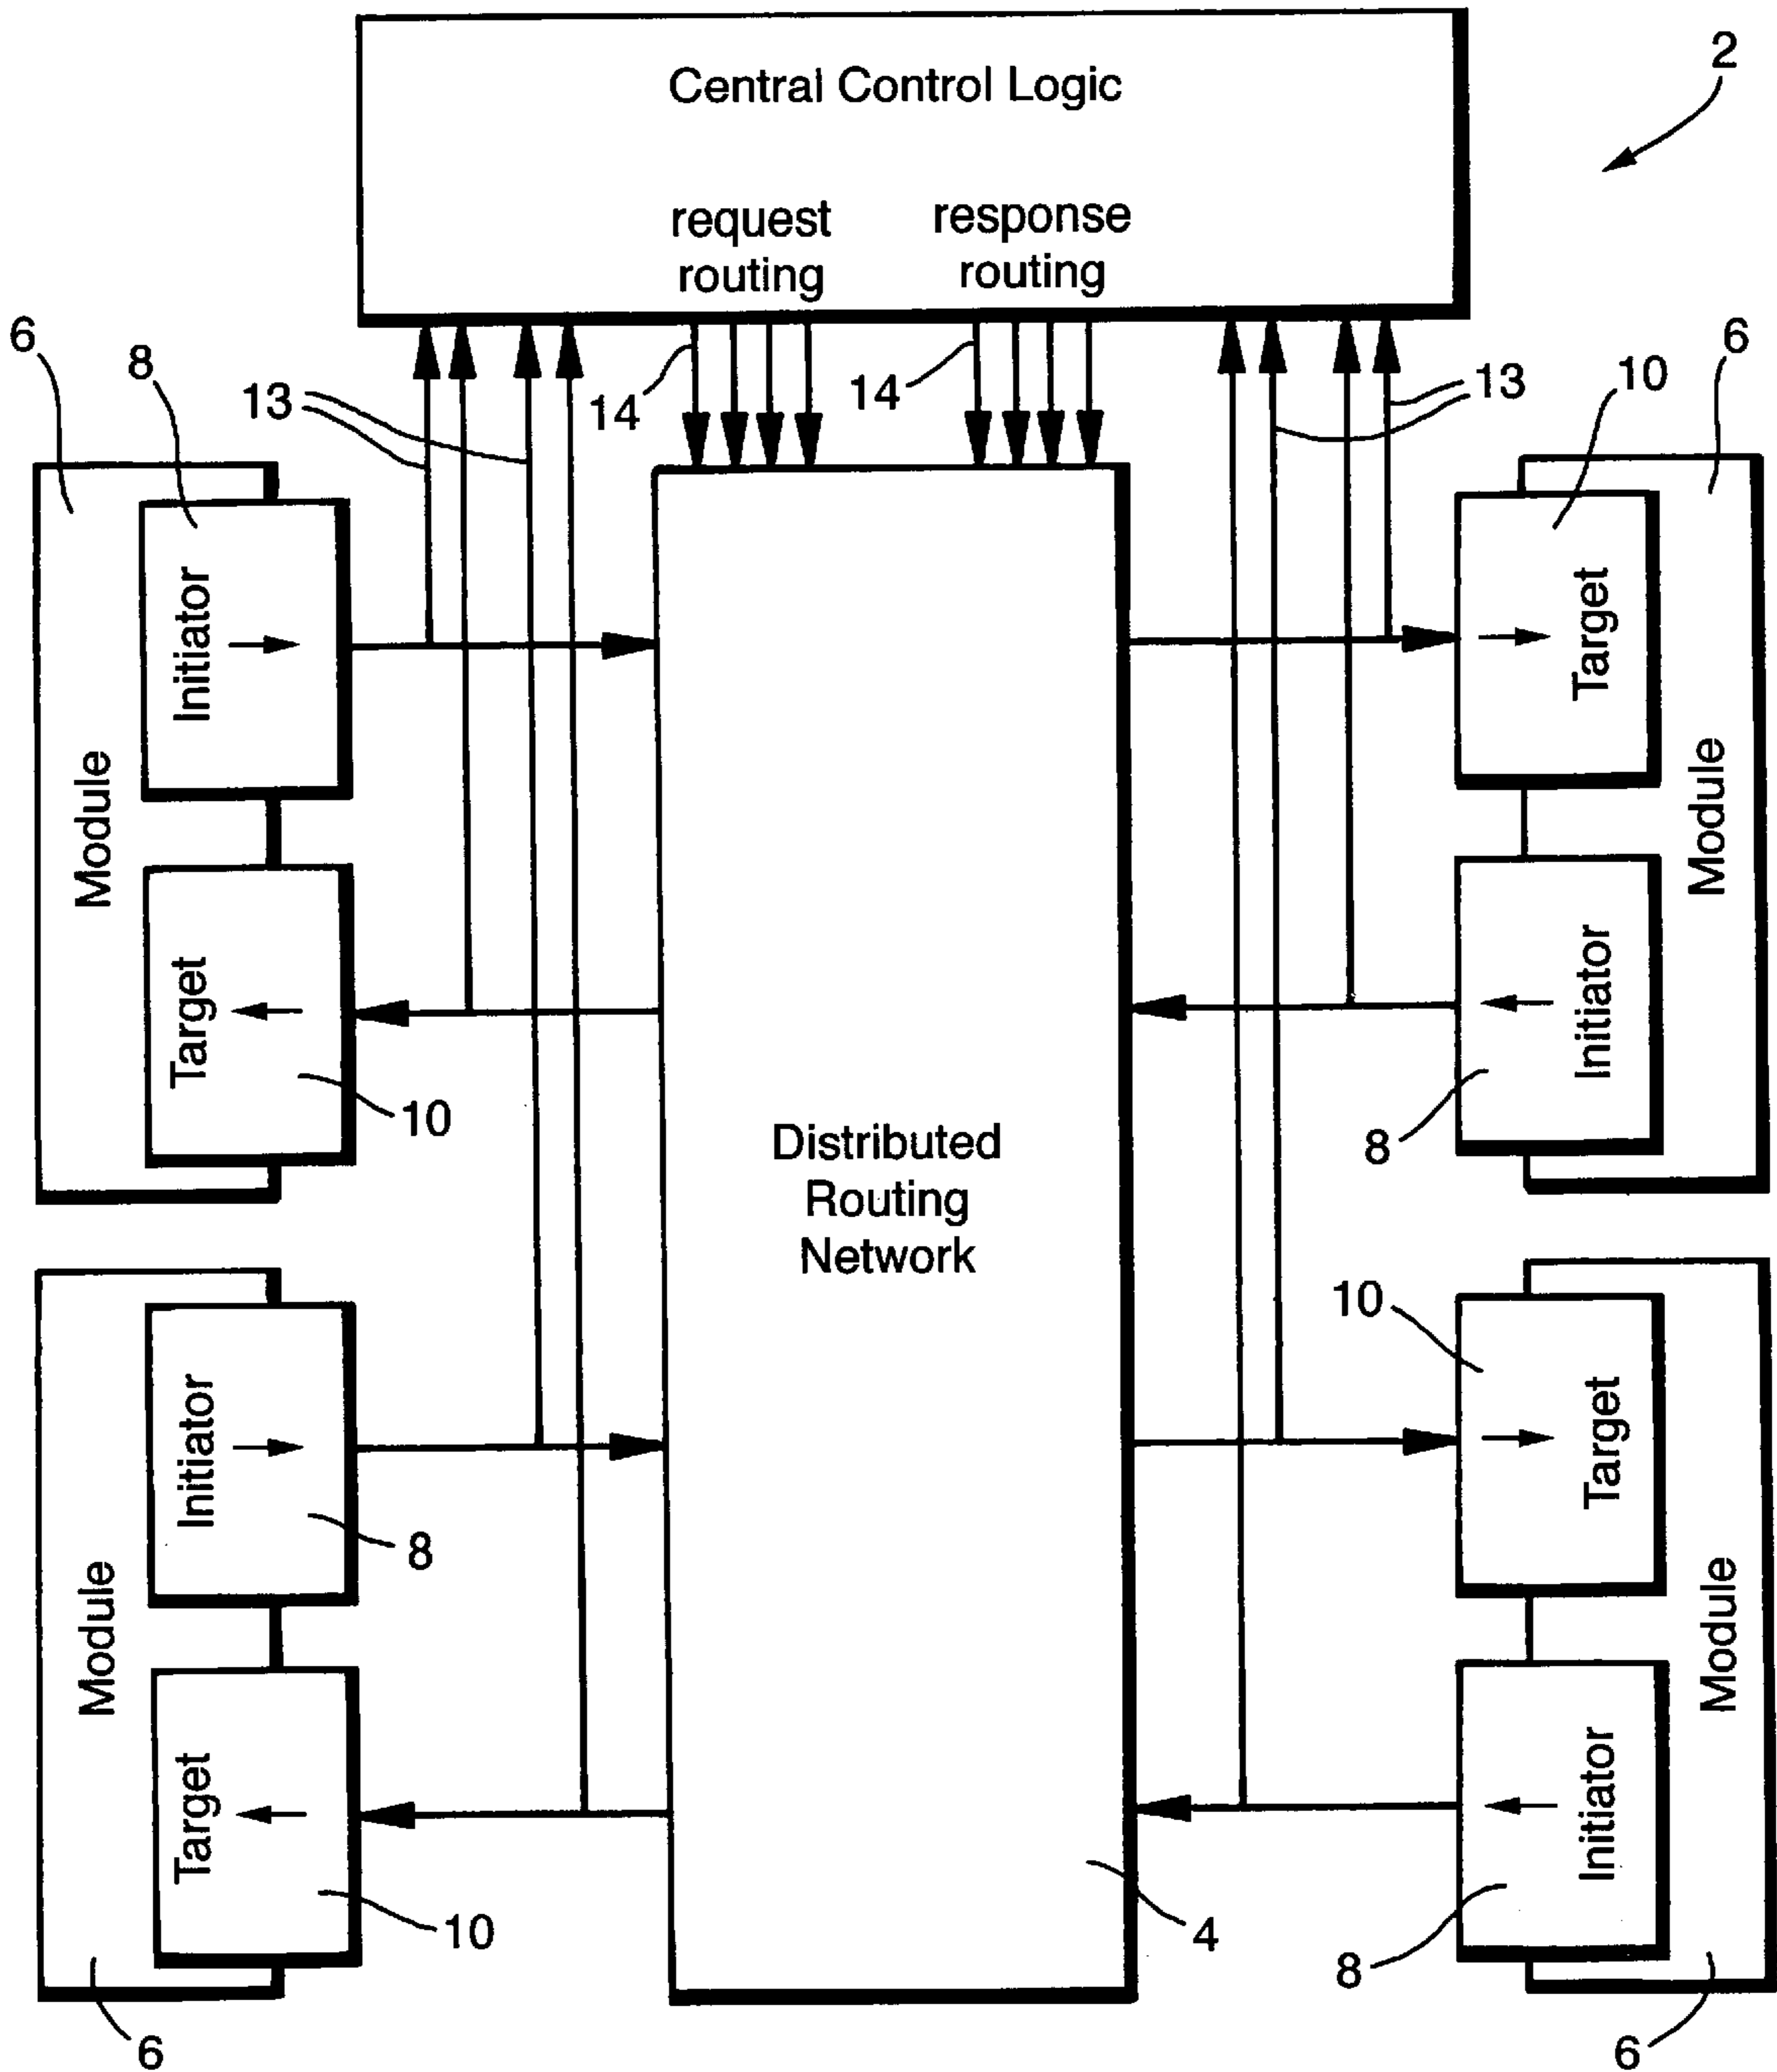 Central Control Logic
2
request
routing
response
routing
6
8
13
14
14
13
10
6
Module
Initiator
Target
10
Target
Initiator
Module
8
Distributed
Routing
Network
Module
Initiator
8
Target
10
6
10
Target
Initiator
Module
4
8
6